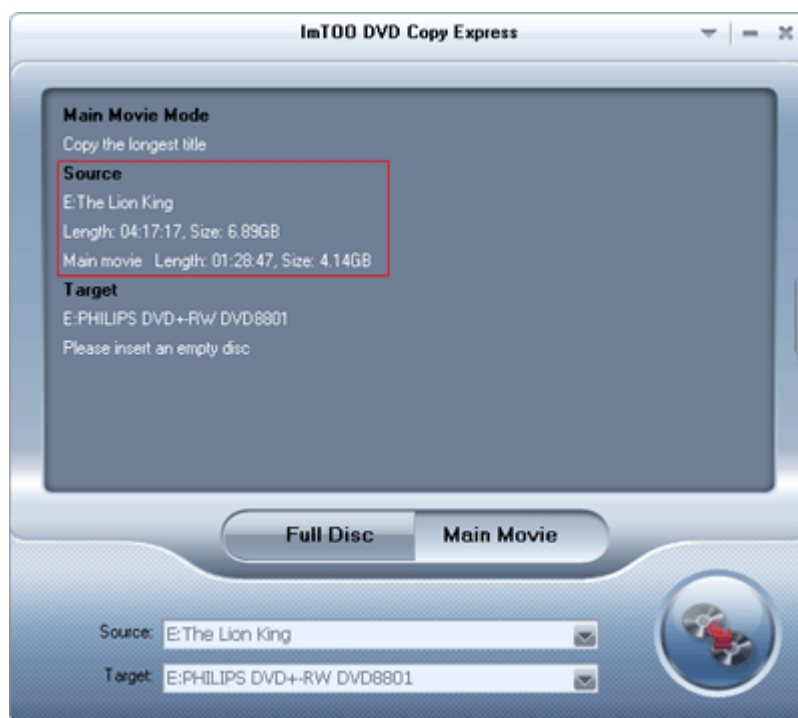 ImTOO DVD Copy Express
Main Movie Mode
Copy the longest title
Source
E:The Lion King
Length: 04:17:17, Size: 6.89GB
Main movie Length: 01:28:47, Size: 4.14GB
Target
E:PHILIPS DVD+-RW DVD8801
Please insert an empty disc
Full Disc Main Movie
Source: E:The Lion King
Target: E:PHILIPS DVD+-RW DVD8801